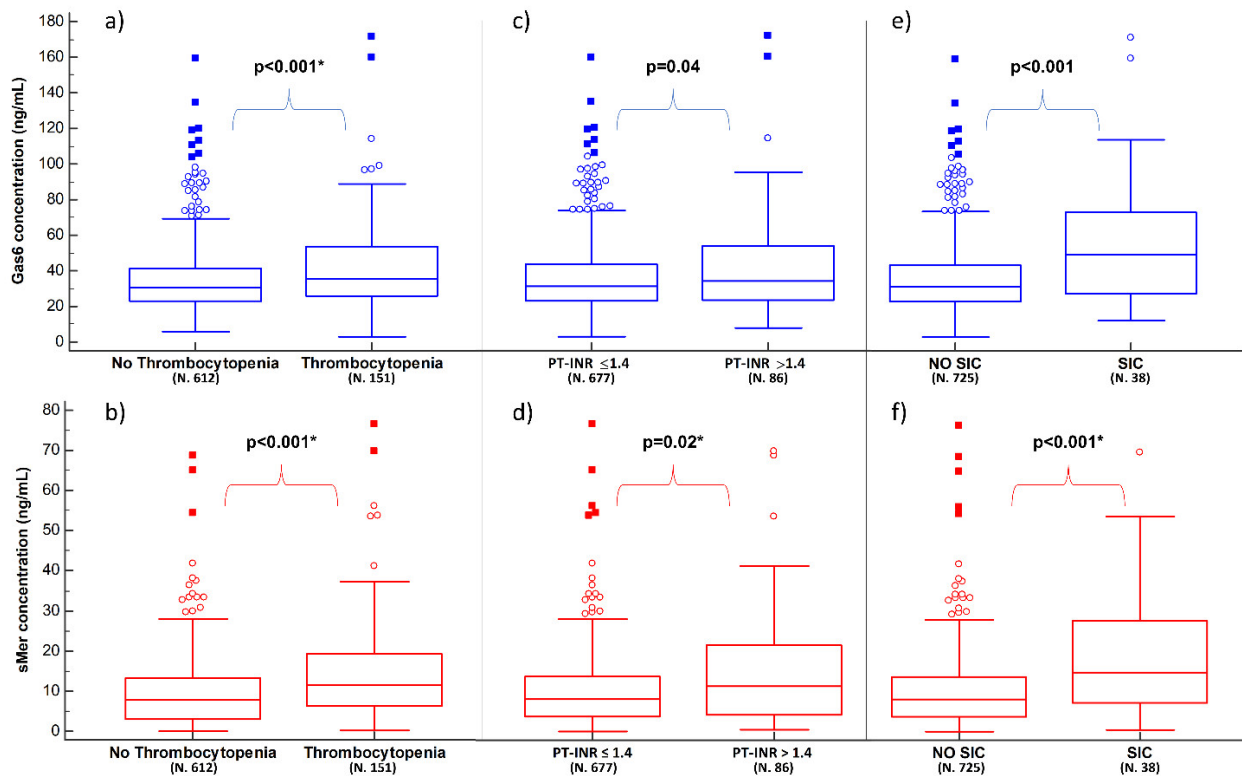 a)
c)
e)
p<0.001*
p=0.04
p<0.001
Gas6 concentration (ng/mL)
180
160
140
120
100
80
60
40
20
0
No Thrombocytopenia
(N. 612)
Thrombocytopenia
(N. 151)
PT-INR ≤1.4
(N. 677)
PT-INR >1.4
(N. 86)
NO SIC
(N. 725)
SIC
(N. 38)
b)
d)
f)
p<0.001*
p=0.02*
p<0.001*
sMer concentration (ng/mL)
80
70
60
50
40
30
20
10
0
No Thrombocytopenia
(N. 612)
Thrombocytopenia
(N. 151)
PT-INR ≤ 1.4
(N. 677)
PT-INR > 1.4
(N. 86)
NO SIC
(N. 725)
SIC
(N. 38)